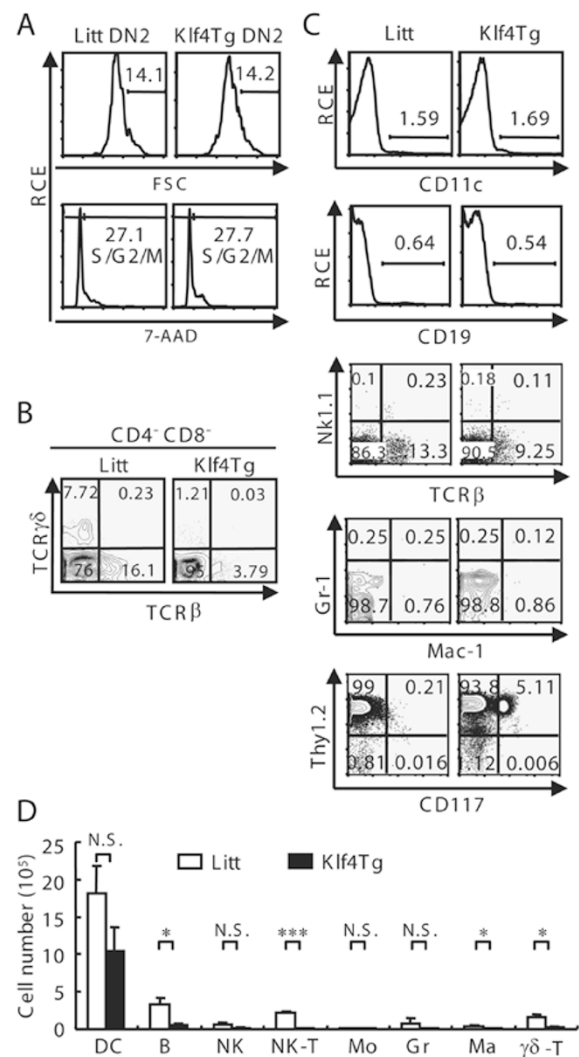 A
Litt DN2 Klf4Tg DN2
14.1 14.2
RCE
FSC
27.1 27.7
S/G2/M S/G2/M
7-AAD
B
CD4⁻ CD8⁻
Litt Klf4Tg
TCRγδ
7.72 0.23 1.21 0.03
76 16.1 95 3.79
TCRβ
C
Litt Klf4Tg
RCE
1.59 1.69
CD11c
RCE
0.64 0.54
CD19
Nk1.1
0.1 0.23 0.18 0.11
86.3 13.3 90.5 9.25
TCRβ
Gr-1
0.25 0.25 0.25 0.12
98.7 0.76 98.8 0.86
Mac-1
Thy1.2
99 0.21 93.8 5.11
0.81 0.016 1.12 0.006
CD117
D
Cell number (10⁵)
25
20
15
10
5
0
Litt Klf4Tg
N.S. * N.S. *** N.S. N.S. * *
DC B NK NK-T Mo Gr Ma γδ-T